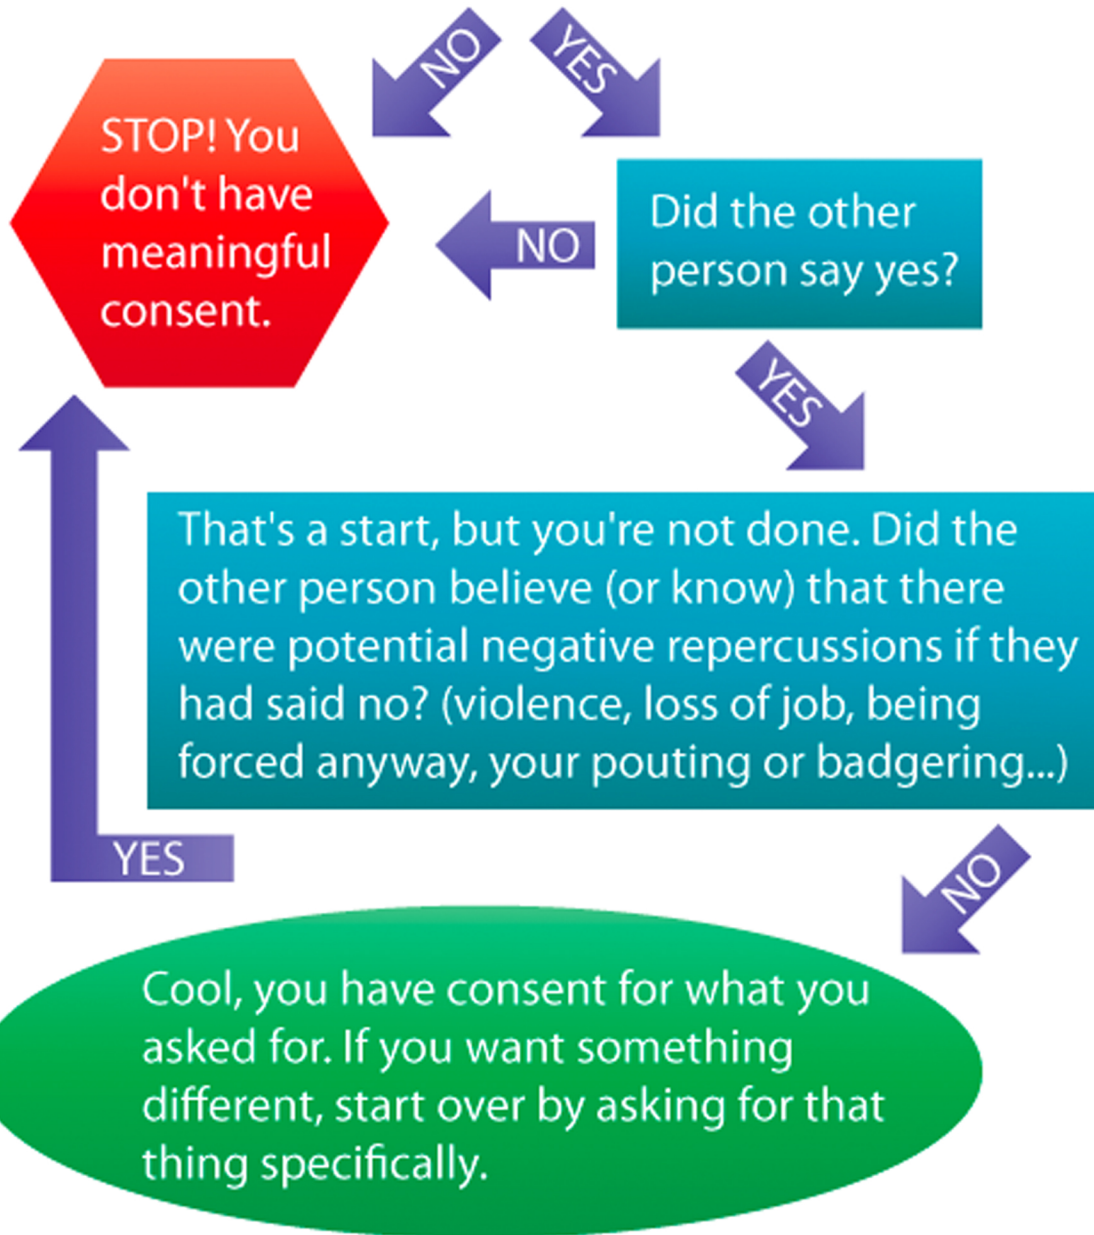 NO
YES
STOP! You
don't have
meaningful
consent.
NO
Did the other
person say yes?
YES
That's a start, but you're not done. Did the
other person believe (or know) that there
were potential negative repercussions if they
had said no? (violence, loss of job, being
forced anyway, your pouting or badgering...)
YES
NO
Cool, you have consent for what you
asked for. If you want something
different, start over by asking for that
thing specifically.